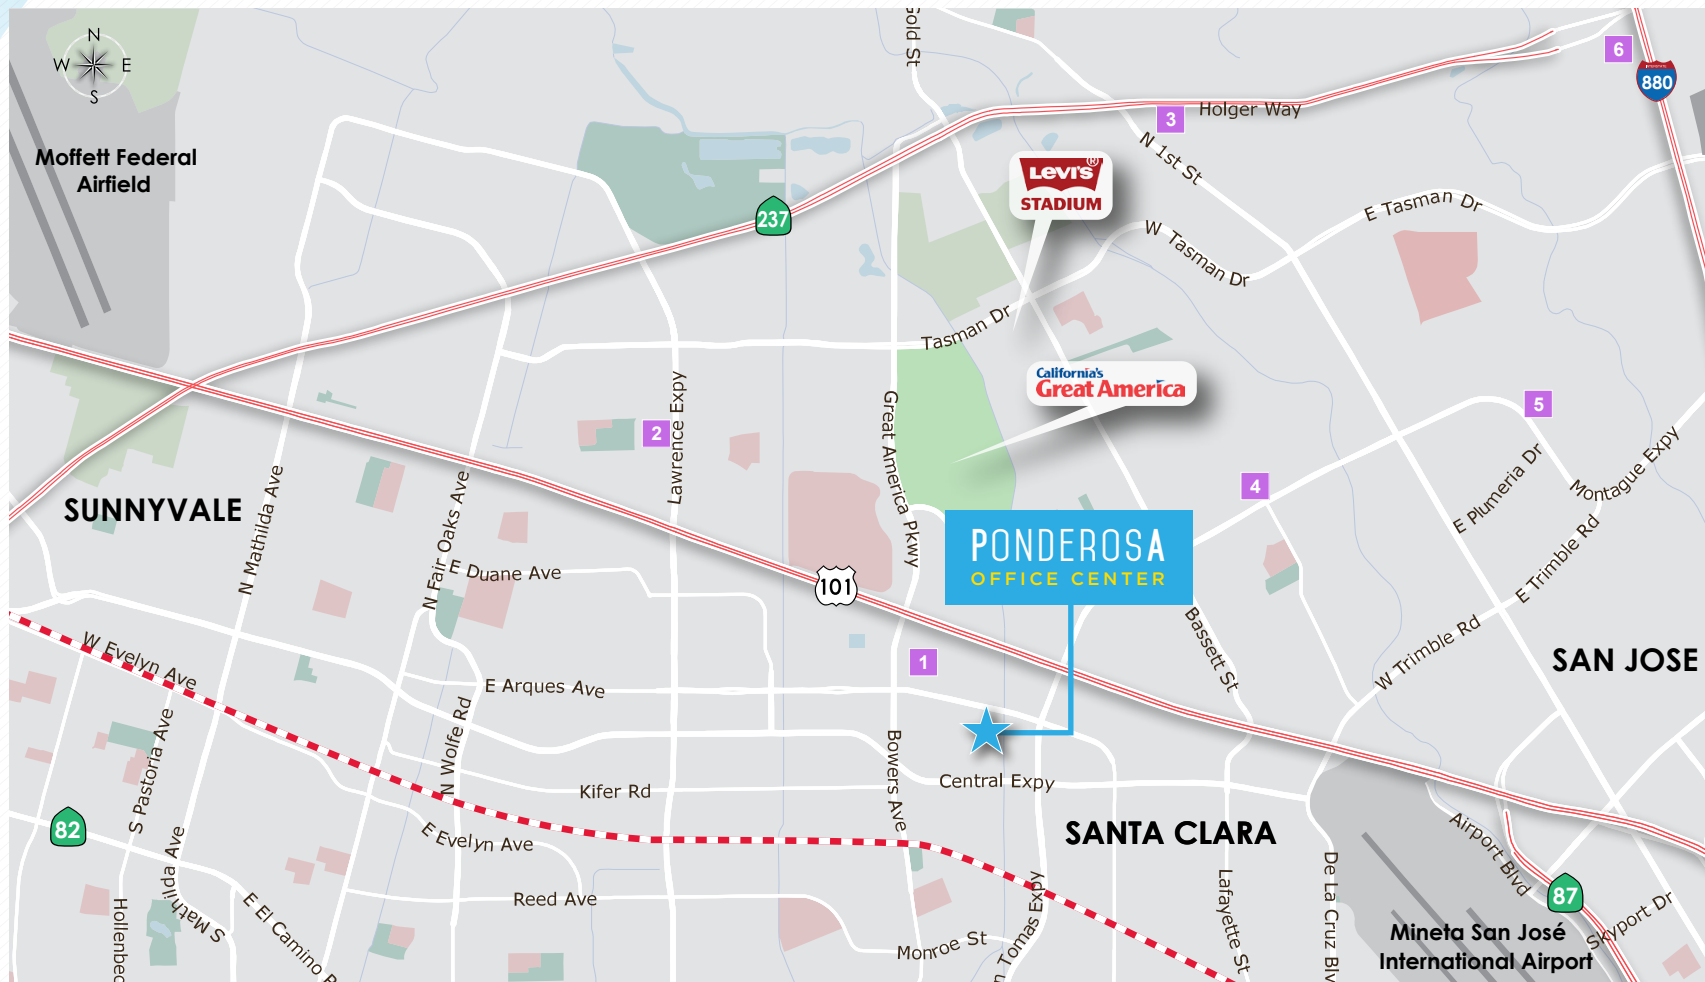 N
W E
S
Moffett Federal
Airfield
Gold St
237
LEVI'S®
STADIUM
3
Holger Way
N 1st St
6
880
E Tasman Dr
W Tasman Dr
Tasman Dr
California's
Great America
2
Lawrence Expy
Great America Pkwy
5
4
E Plumeria Dr
Montague Expy
E Trimble Rd
W Trimble Rd
SUNNYVALE
N Mathilda Ave
N Fair Oaks Ave
E Duane Ave
101
PONDEROSA
OFFICE CENTER
Bassett St
SAN JOSE
1
W Evelyn Ave
E Arques Ave
S Pastoria Ave
N Wolfe Rd
Kifer Rd
Bowers Ave
Central Expy
82
E Evelyn Ave
SANTA CLARA
Airport Blvd
87
Skyport Dr
Mineta San José
International Airport
S Mathilda Ave
Hollenbec
E El Camino R
Reed Ave
Monroe St
n Tomas Expy
Lafayette St
De La Cruz Blv